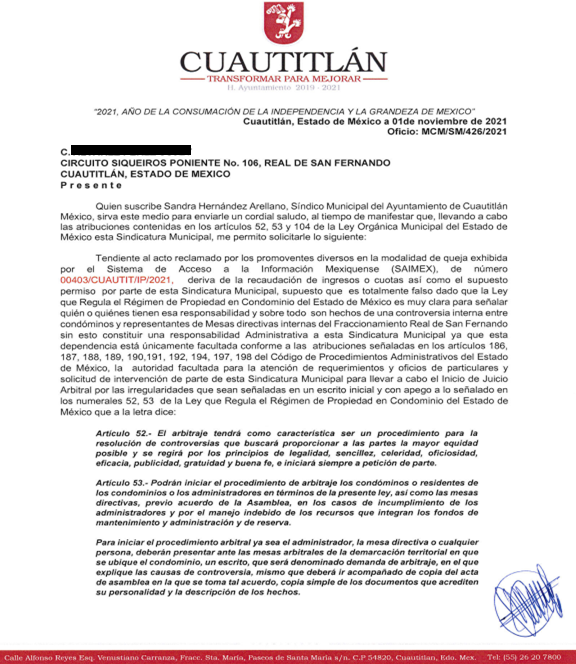 CUAUTITLÁN
TRANSFORMAR PARA MEJORAR
H. Ayuntamiento 2019 - 2021
"2021, AÑO DE LA CONSUMACIÓN DE LA INDEPENDENCIA Y LA GRANDEZA DE MEXICO"
Cuautitlán, Estado de México a 01de noviembre de 2021
Oficio: MCM/SM/426/2021
C.
CIRCUITO SIQUEIROS PONIENTE No. 106, REAL DE SAN FERNANDO
CUAUTITLÁN, ESTADO DE MEXICO
P r e s e n t e
Quien suscribe Sandra Hernández Arellano, Síndico Municipal del Ayuntamiento de Cuautitlán
México, sirva este medio para enviarle un cordial saludo, al tiempo de manifestar que, llevando a cabo
las atribuciones contenidas en los artículos 52, 53 y 104 de la Ley Orgánica Municipal del Estado de
México esta Sindicatura Municipal, me permito solicitarle lo siguiente:
Tendiente al acto reclamado por los promoventes diversos en la modalidad de queja exhibida
por el Sistema de Acceso a la Información Mexiquense (SAIMEX), de número
00403/CUAUTIT/IP/2021, deriva de la recaudación de ingresos o cuotas así como el supuesto
permiso por parte de esta Sindicatura Municipal, supuesto que es totalmente falso dado que la Ley
que Regula el Régimen de Propiedad en Condominio del Estado de México es muy clara para señalar
quién o quiénes tienen esa responsabilidad y sobre todo son hechos de una controversia interna entre
condóminos y representantes de Mesas directivas internas del Fraccionamiento Real de San Fernando
sin esto constituir una responsabilidad Administrativa a esta Sindicatura Municipal ya que esta
dependencia está únicamente facultada conforme a las atribuciones señaladas en los artículos 186,
187, 188, 189, 190,191, 192, 194, 197, 198 del Código de Procedimientos Administrativos del Estado
de México, la autoridad facultada para la atención de requerimientos y oficios de particulares y
solicitud de intervención de parte de esta Sindicatura Municipal para llevar a cabo el Inicio de Juicio
Arbitral por las irregularidades que sean señaladas en un escrito inicial y con apego a lo señalado en
los numerales 52, 53 de la Ley que Regula el Régimen de Propiedad en Condominio del Estado de
México que a la letra dice:
Artículo 52.- El arbitraje tendrá como característica ser un procedimiento para la
resolución de controversias que buscará proporcionar a las partes la mayor equidad
posible y se regirá por los principios de legalidad, sencillez, celeridad, oficiosidad,
eficacia, publicidad, gratuidad y buena fe, e iniciará siempre a petición de parte.
Artículo 53.- Podrán iniciar el procedimiento de arbitraje los condóminos o residentes de
los condominios o los administradores en términos de la presente ley, así como las mesas
directivas, previo acuerdo de la Asamblea, en los casos de incumplimiento de los
administradores y por el manejo indebido de los recursos que integran los fondos de
mantenimiento y administración y de reserva.
Para iniciar el procedimiento arbitral ya sea el administrador, la mesa directiva o cualquier
persona, deberán presentar ante las mesas arbitrales de la demarcación territorial en que
se ubique el condominio, un escrito, que será denominado demanda de arbitraje, en el que
explique las causas de controversia, mismo que deberá ir acompañado de copia del acta
de asamblea en la que se toma tal acuerdo, copia simple de los documentos que acrediten
su personalidad y la descripción de los hechos.
Calle Alfonso Reyes Esq. Venustiano Carranza, Fracc. Sta. María, Paseos de Santa María s/n. C.P 54820, Cuautitlan, Edo. Mex. Tel: (55) 26 20 7800